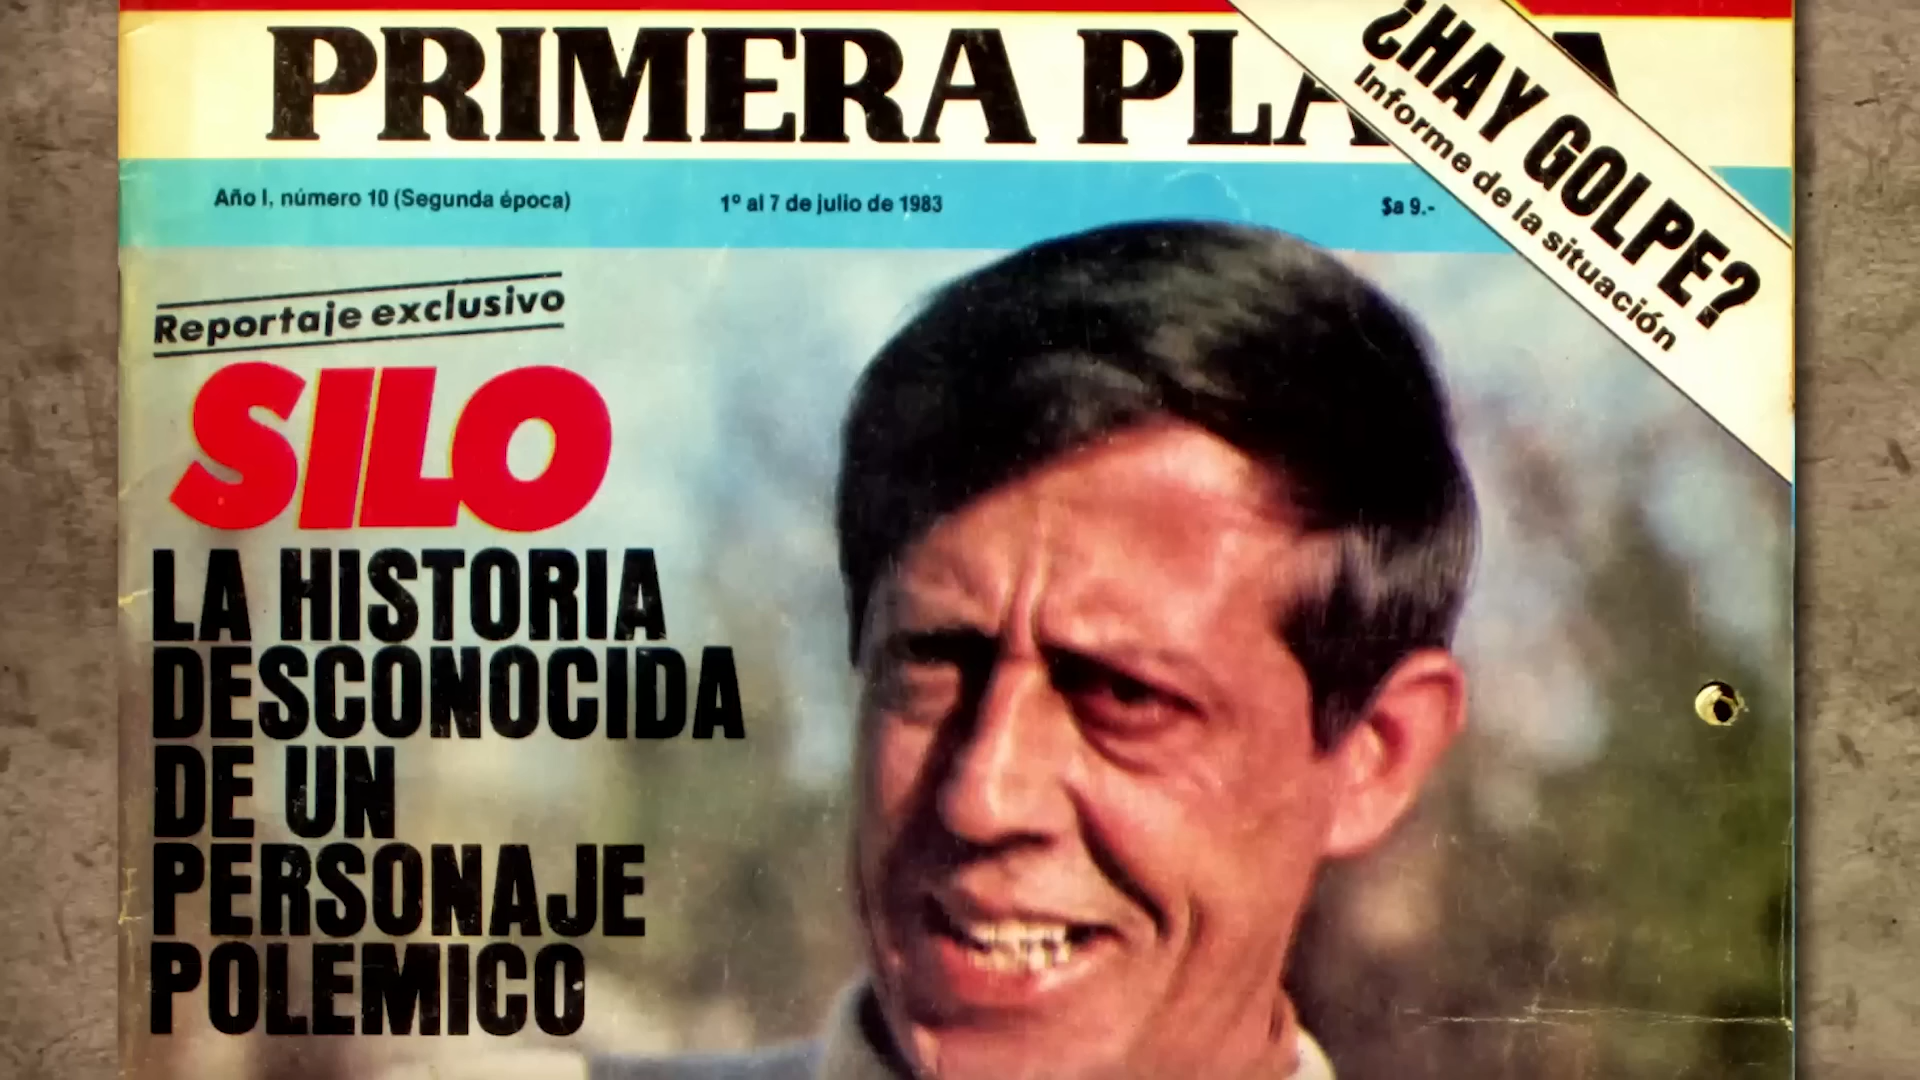 PRIMERA PLA A
¿HAY GOLPE?
Informe de la situación
Año I, número 10 (Segunda época)
1º al 7 de julio de 1983
$a 9.-
Reportaje exclusivo
SILO
LA HISTORIA
DESCONOCIDA
DE UN
PERSONAJE
POLEMICO